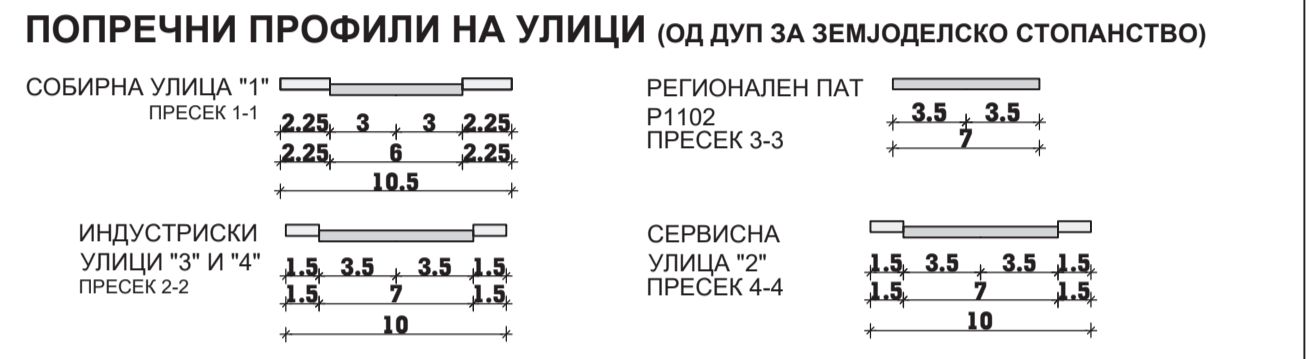 ПОПРЕЧНИ ПРОФИЛИ НА УЛИЦИ (ОД ДУП ЗА ЗЕМЈОДЕЛСКО СТОПАНСТВО)
СОБИРНА УЛИЦА "1"
ПРЕСЕК 1-1
2.25 3 3 2.25
2.25 6 2.25
10.5
РЕГИОНАЛЕН ПАТ
Р1102
ПРЕСЕК 3-3
3.5 3.5
7
ИНДУСТРИСКИ
УЛИЦИ "3" И "4"
ПРЕСЕК 2-2
1.5 3.5 3.5 1.5
1.5 7 1.5
10
СЕРВИСНА
УЛИЦА "2"
ПРЕСЕК 4-4
1.5 3.5 3.5 1.5
1.5 7 1.5
10